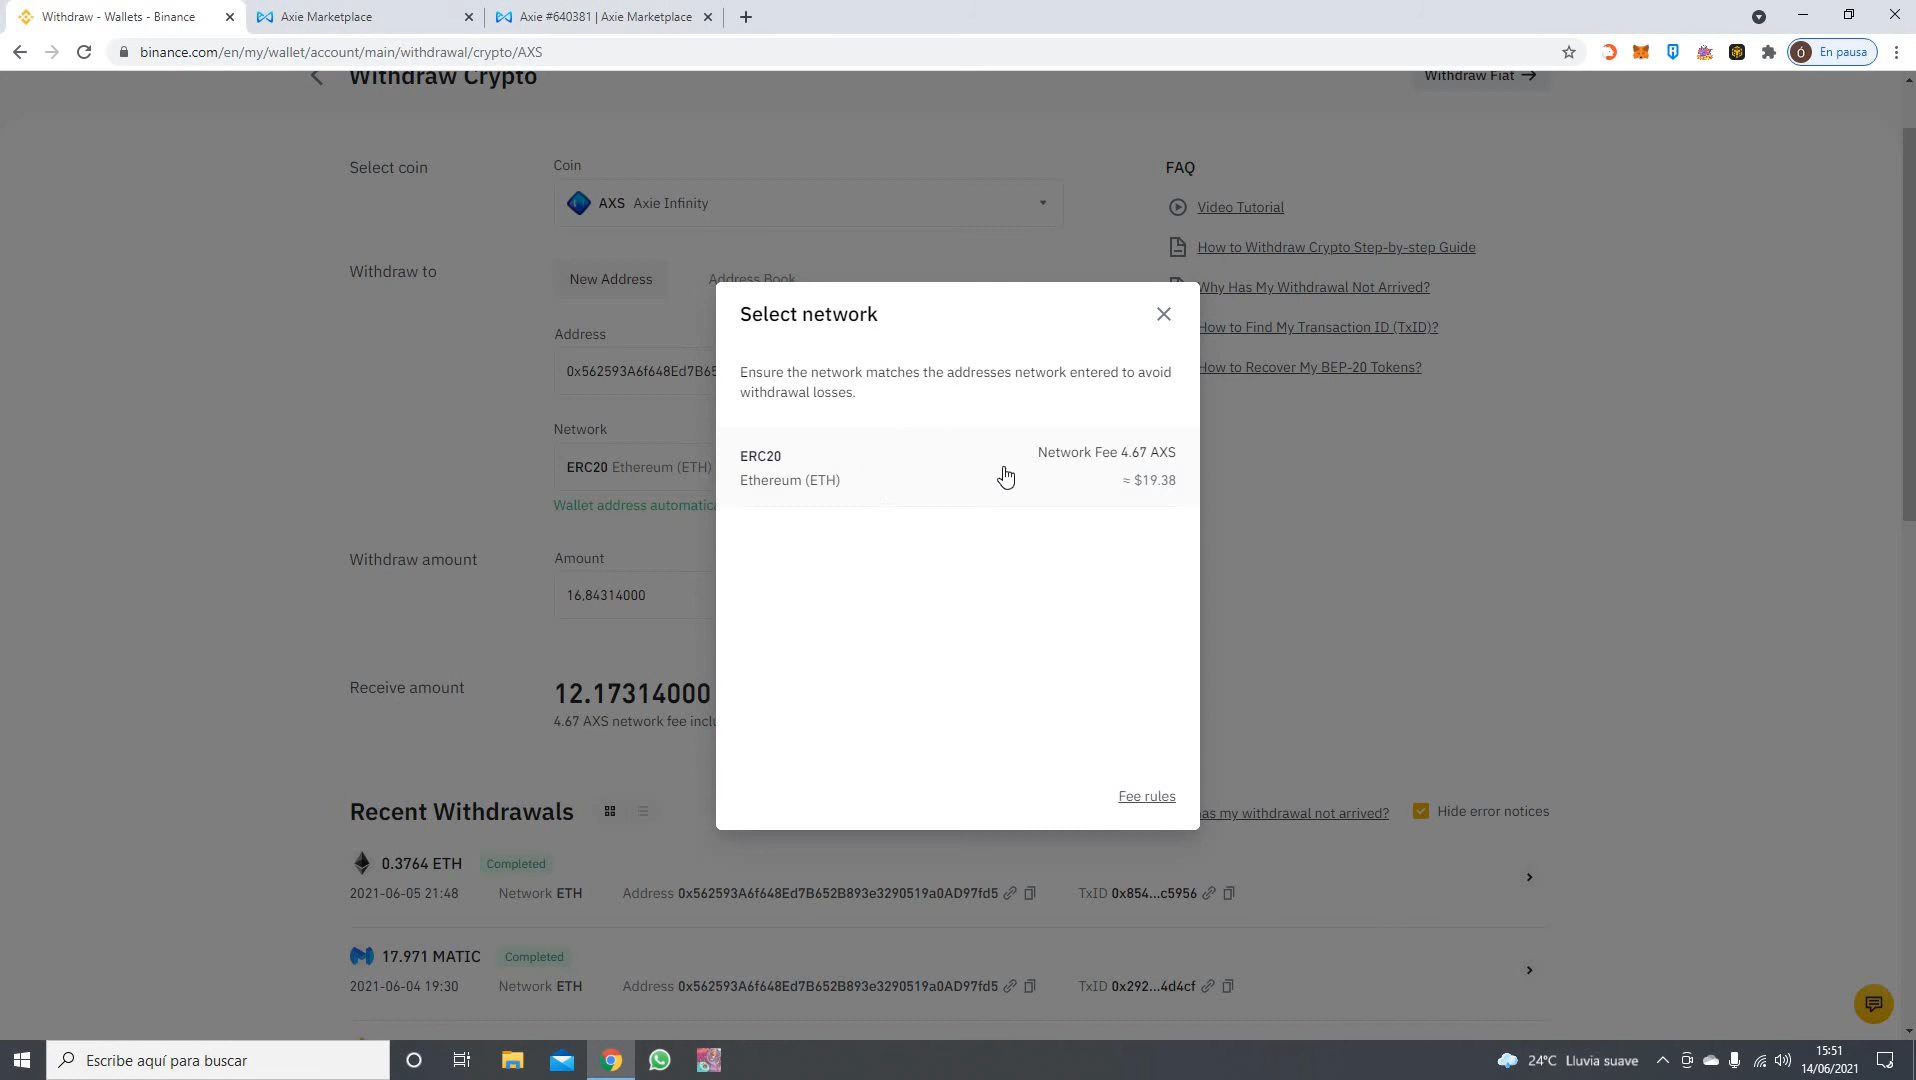 Withdraw - Wallets - Binance
Axie Marketplace
Axie #640381 | Axie Marketplace
binance.com/en/my/wallet/account/main/withdrawal/crypto/AXS
ó En pausa
Withdraw Crypto
Withdraw Fiat
Select coin
Coin
AXS Axie Infinity
FAQ
Video Tutorial
How to Withdraw Crypto Step-by-step Guide
Why Has My Withdrawal Not Arrived?
How to Find My Transaction ID (TxID)?
How to Recover My BEP-20 Tokens?
Withdraw to
New Address
Address Book
Address
0x562593A6f648Ed7B65
Network
ERC20 Ethereum (ETH)
Wallet address automatica
Select network
Ensure the network matches the addresses network entered to avoid
withdrawal losses.
ERC20
Network Fee 4.67 AXS
Ethereum (ETH)
≈ $19.38
Fee rules
Withdraw amount
Amount
16,84314000
Receive amount
12.17314000
4.67 AXS network fee inclu
Recent Withdrawals
as my withdrawal not arrived?
Hide error notices
0.3764 ETH Completed
2021-06-05 21:48 Network ETH Address 0x562593A6f648Ed7B652B893e3290519a0AD97fd5 TxID 0x854...c5956
17.971 MATIC Completed
2021-06-04 19:30 Network ETH Address 0x562593A6f648Ed7B652B893e3290519a0AD97fd5 TxID 0x292...4d4cf
Escribe aquí para buscar
24°C Lluvia suave
15:51
14/06/2021